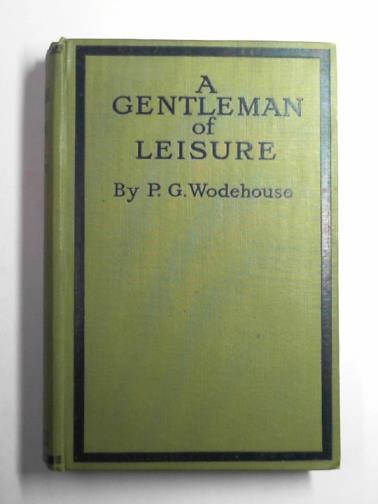 A
GENTLEMAN
of
LEISURE
By P. G. Wodehouse